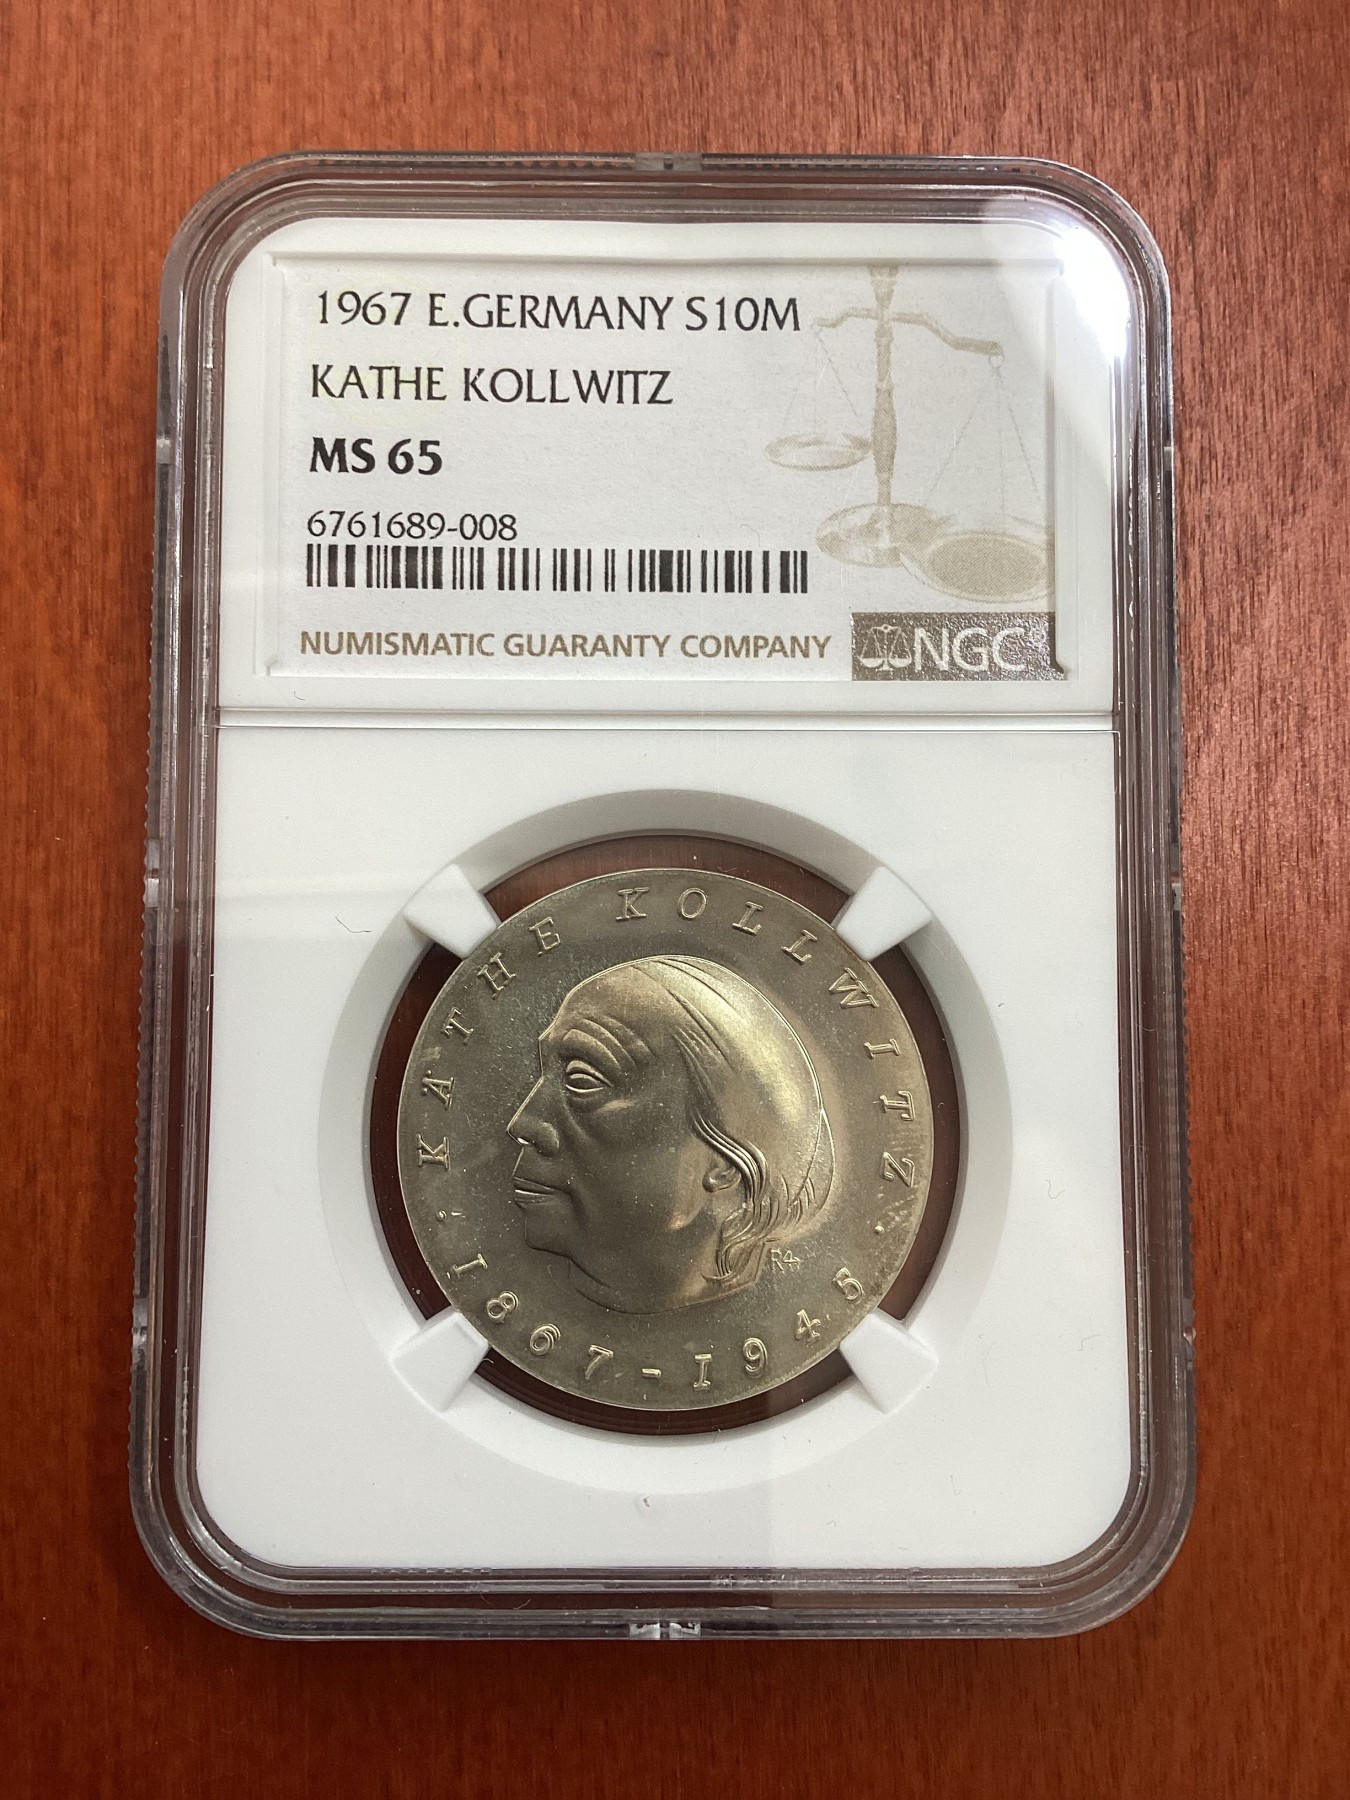 1967 E.GERMANY S10M
KATHE KOLLWITZ
MS 65
6761689-008
NUMISMATIC GUARANTY COMPANY
NGC
KÄTHE KOLLWITZ
1867-1945